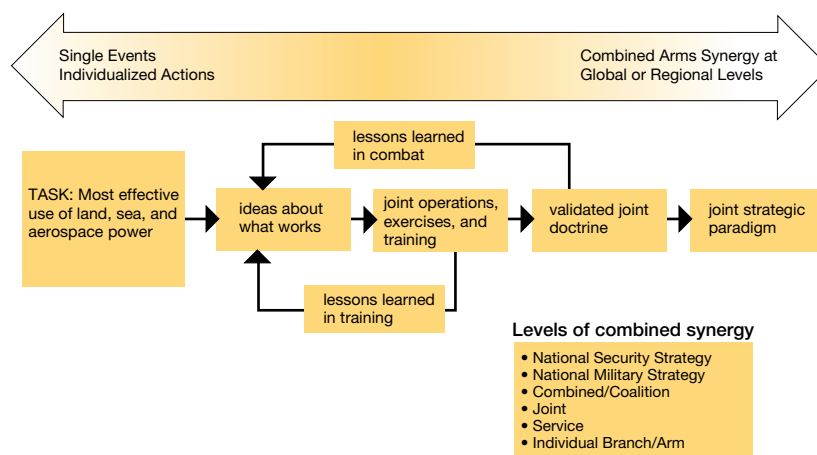 Single Events
Individualized Actions
Combined Arms Synergy at
Global or Regional Levels
lessons learned
in combat
TASK: Most effective
use of land, sea, and
aerospace power
ideas about
what works
joint operations,
exercises, and
training
validated joint
doctrine
joint strategic
paradigm
lessons learned
in training
Levels of combined synergy
• National Security Strategy
• National Military Strategy
• Combined/Coalition
• Joint
• Service
• Individual Branch/Arm